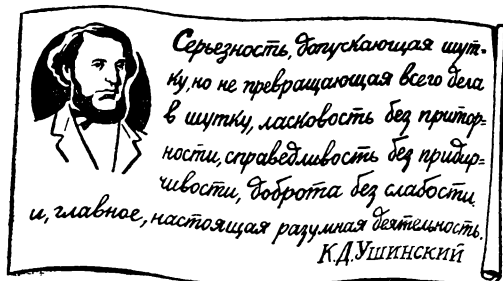 Серьезность, допускающая шут-
ку, но не превращающая всего дела
в шутку, ласковость без притор-
ности, справедливость без придир-
чивости, доброта без слабости
и, главное, настоящая разумная деятельность.
К.Д.Ушинский